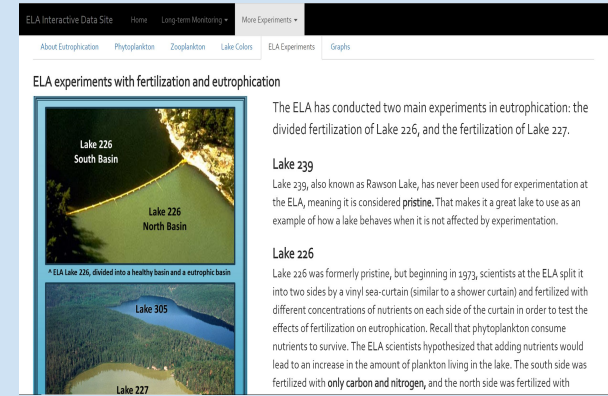 ELA Interactive Data Site Home Long-term Monitoring More Experiments
About Eutrophication Phytoplankton Zooplankton Lake Colors ELA Experiments Graphs
ELA experiments with fertilization and eutrophication
Lake 226
South Basin
Lake 226
North Basin
^ ELA Lake 226, divided into a healthy basin and a eutrophic basin
Lake 305
Lake 227
The ELA has conducted two main experiments in eutrophication: the
divided fertilization of Lake 226, and the fertilization of Lake 227.
Lake 239
Lake 239, also known as Rawson Lake, has never been used for experimentation at
the ELA, meaning it is considered pristine. That makes it a great lake to use as an
example of how a lake behaves when it is not affected by experimentation.
Lake 226
Lake 226 was formerly pristine, but beginning in 1973, scientists at the ELA split it
into two sides by a vinyl sea-curtain (similar to a shower curtain) and fertilized with
different concentrations of nutrients on each side of the curtain in order to test the
effects of fertilization on eutrophication. Recall that phytoplankton consume
nutrients to survive. The ELA scientists hypothesized that adding nutrients would
lead to an increase in the amount of plankton living in the lake. The south side was
fertilized with only carbon and nitrogen, and the north side was fertilized with